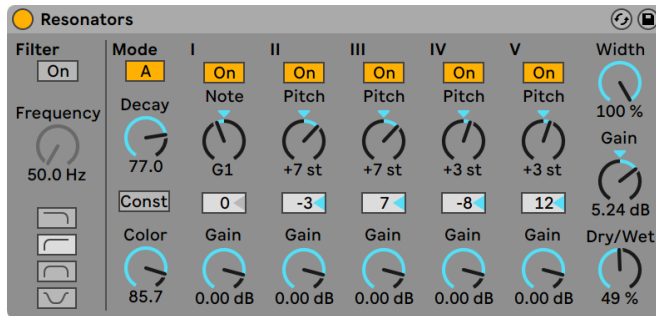 Resonators
Filter Mode I II III IV V Width
On A On On On On On
Note Pitch Pitch Pitch Pitch
Frequency Decay 100 %
Gain
50.0 Hz 77.0 G1 +7 st +7 st +3 st +3 st
Const 0 -3 7 -8 12 5.24 dB
Color Gain Gain Gain Gain Gain Dry/Wet
85.7 0.00 dB 0.00 dB 0.00 dB 0.00 dB 0.00 dB 49 %